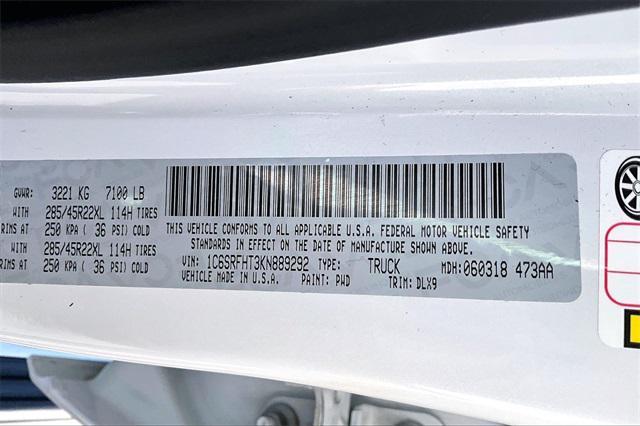 GVWR: 3221 KG 7100 LB
WITH 285/45R22XL 114H TIRES
RIMS AT 250 KPA ( 36 PSI) COLD
WITH 285/45R22XL 114H TIRES
RIMS AT 250 KPA ( 36 PSI) COLD
THIS VEHICLE CONFORMS TO ALL APPLICABLE U.S.A. FEDERAL MOTOR VEHICLE SAFETY
STANDARDS IN EFFECT ON THE DATE OF MANUFACTURE SHOWN ABOVE.
VIN: 1C6SRFHT3KN889292 TYPE: TRUCK MDH:060318 473AA
VEHICLE MADE IN U.S.A. PAINT: PWD TRIM: DLX9